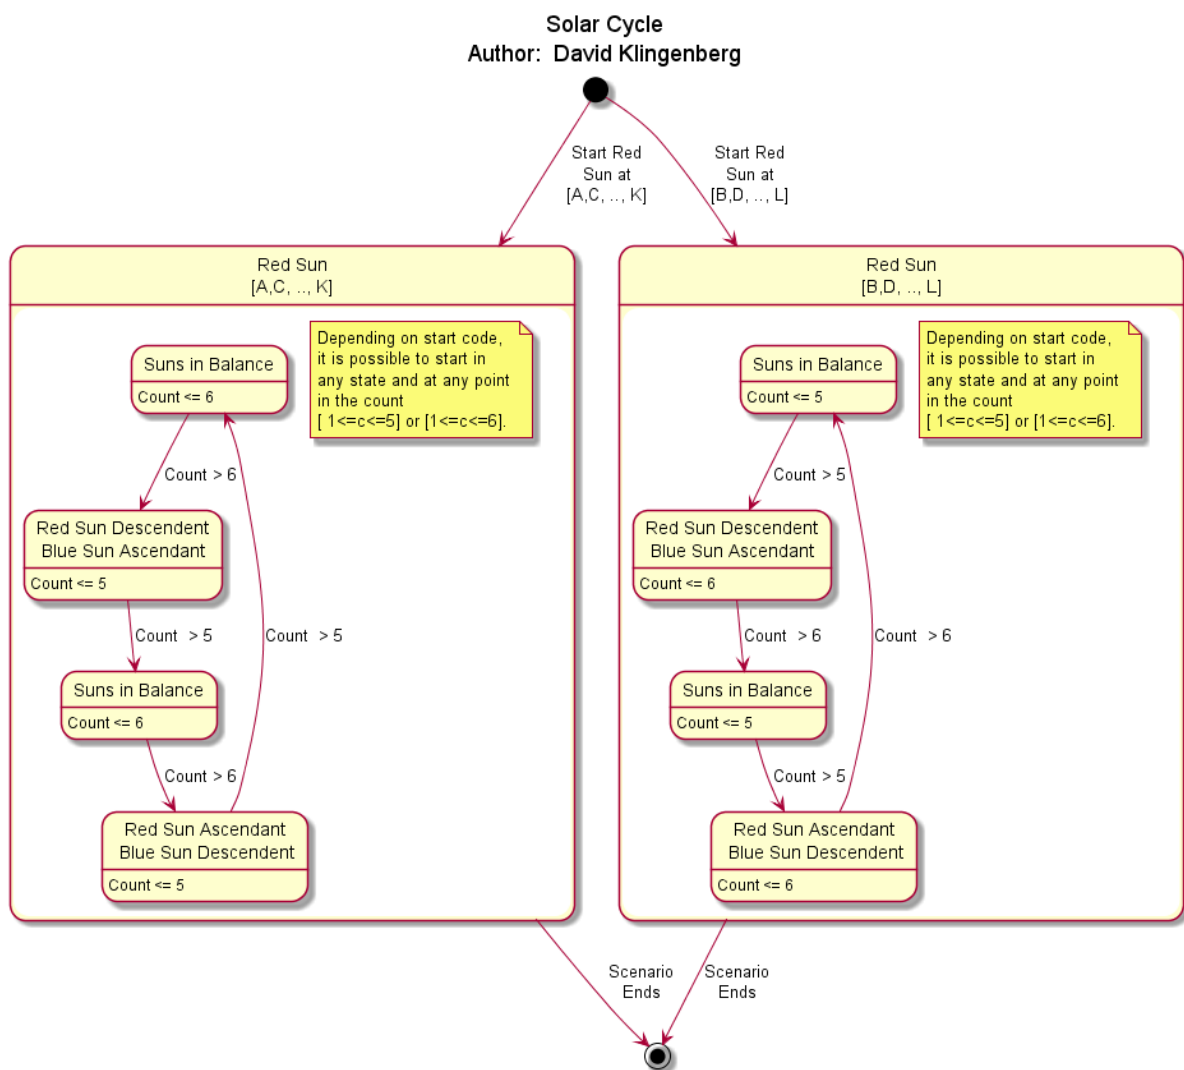 Solar Cycle
Author:  David Klingenberg
Start Red
Sun at
[A,C, .., K]
Start Red
Sun at
[B,D, .., L]
Red Sun
[A,C, .., K]
Depending on start code,
it is possible to start in
any state and at any point
in the count
[ 1<=c<=5] or [1<=c<=6].
Suns in Balance
Count <= 6
Count > 6
Red Sun Descendent
Blue Sun Ascendant
Count <= 5
Count  > 5
Count  > 5
Suns in Balance
Count <= 6
Count > 6
Red Sun Ascendant
Blue Sun Descendent
Count <= 5
Red Sun
[B,D, .., L]
Depending on start code,
it is possible to start in
any state and at any point
in the count
[ 1<=c<=5] or [1<=c<=6].
Suns in Balance
Count <= 5
Count > 5
Red Sun Descendent
Blue Sun Ascendant
Count <= 6
Count  > 6
Count  > 6
Suns in Balance
Count <= 5
Count > 5
Red Sun Ascendant
Blue Sun Descendent
Count <= 6
Scenario
Ends
Scenario
Ends